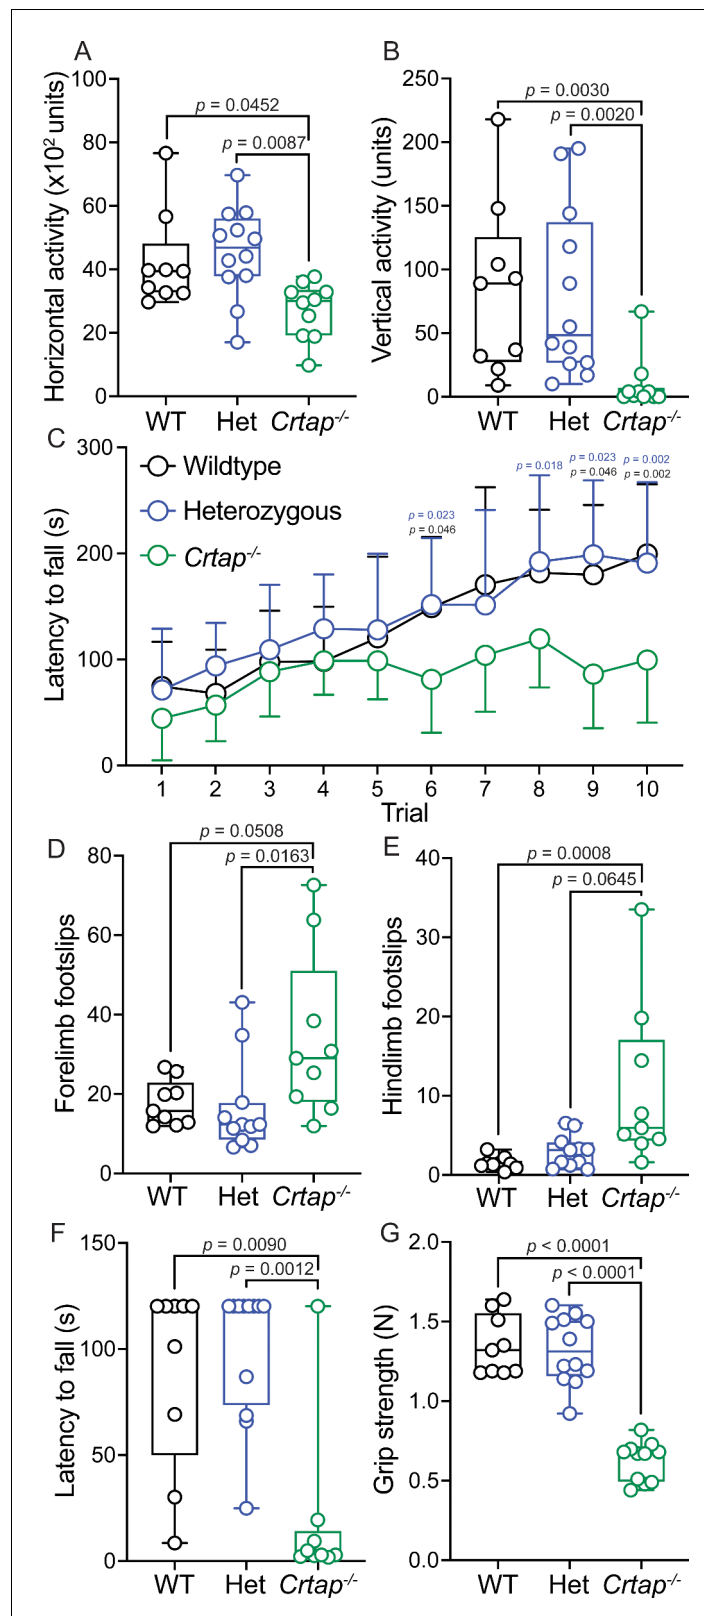 A
Horizontal activity (x10² units)
100
80
60
40
20
0
p = 0.0452
p = 0.0087
WT Het Crtap-/-
B
Vertical activity (units)
250
200
150
100
50
0
p = 0.0030
p = 0.0020
WT Het Crtap-/-
C
Latency to fall (s)
300
200
100
0
Wildtype
Heterozygous
Crtap-/-
p = 0.023
p = 0.046
p = 0.018
p = 0.023
p = 0.046
p = 0.002
p = 0.002
1 2 3 4 5 6 7 8 9 10
Trial
D
Forelimb footslips
80
60
40
20
0
p = 0.0508
p = 0.0163
WT Het Crtap-/-
E
Hindlimb footslips
40
30
20
10
0
p = 0.0008
p = 0.0645
WT Het Crtap-/-
F
Latency to fall (s)
150
100
50
0
p = 0.0090
p = 0.0012
WT Het Crtap-/-
G
Grip strength (N)
2.0
1.5
1.0
0.5
0.0
p < 0.0001
p < 0.0001
WT Het Crtap-/-